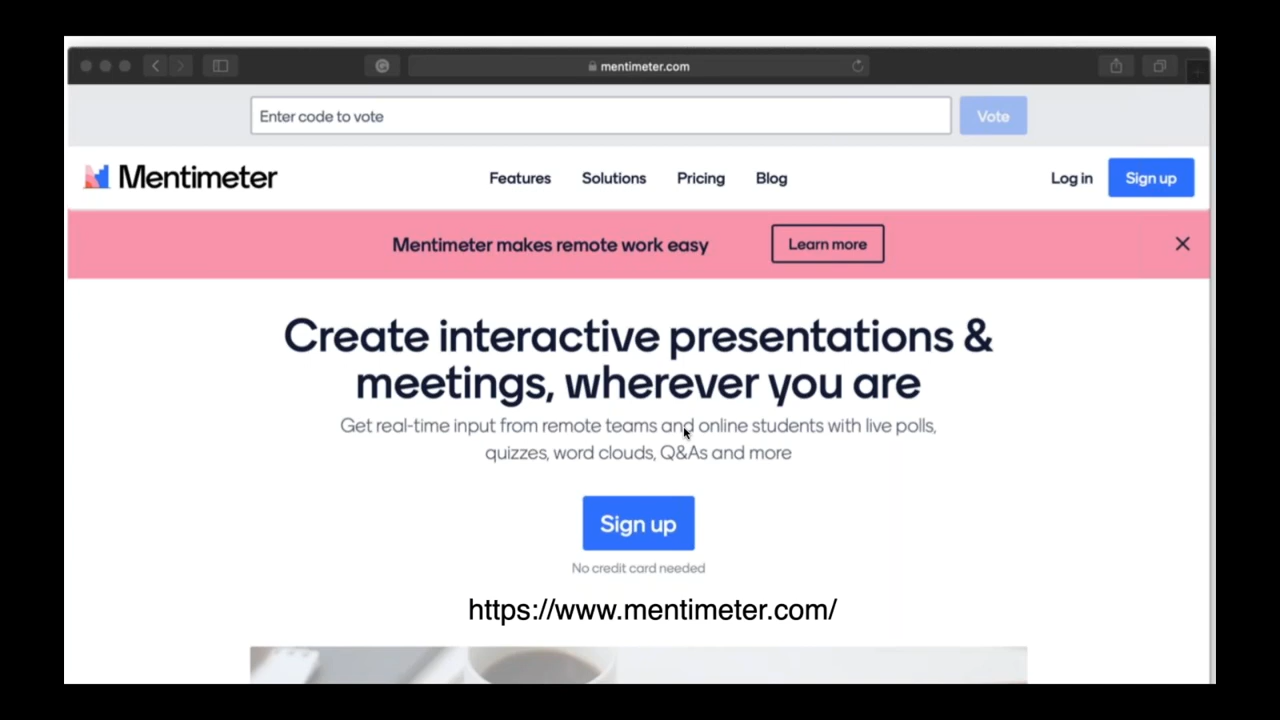 mentimeter.com
Enter code to vote
Vote
Mentimeter
Features
Solutions
Pricing
Blog
Log in
Sign up
Mentimeter makes remote work easy
Learn more
Create interactive presentations &
meetings, wherever you are
Get real-time input from remote teams and online students with live polls,
quizzes, word clouds, Q&As and more
Sign up
No credit card needed
https://www.mentimeter.com/